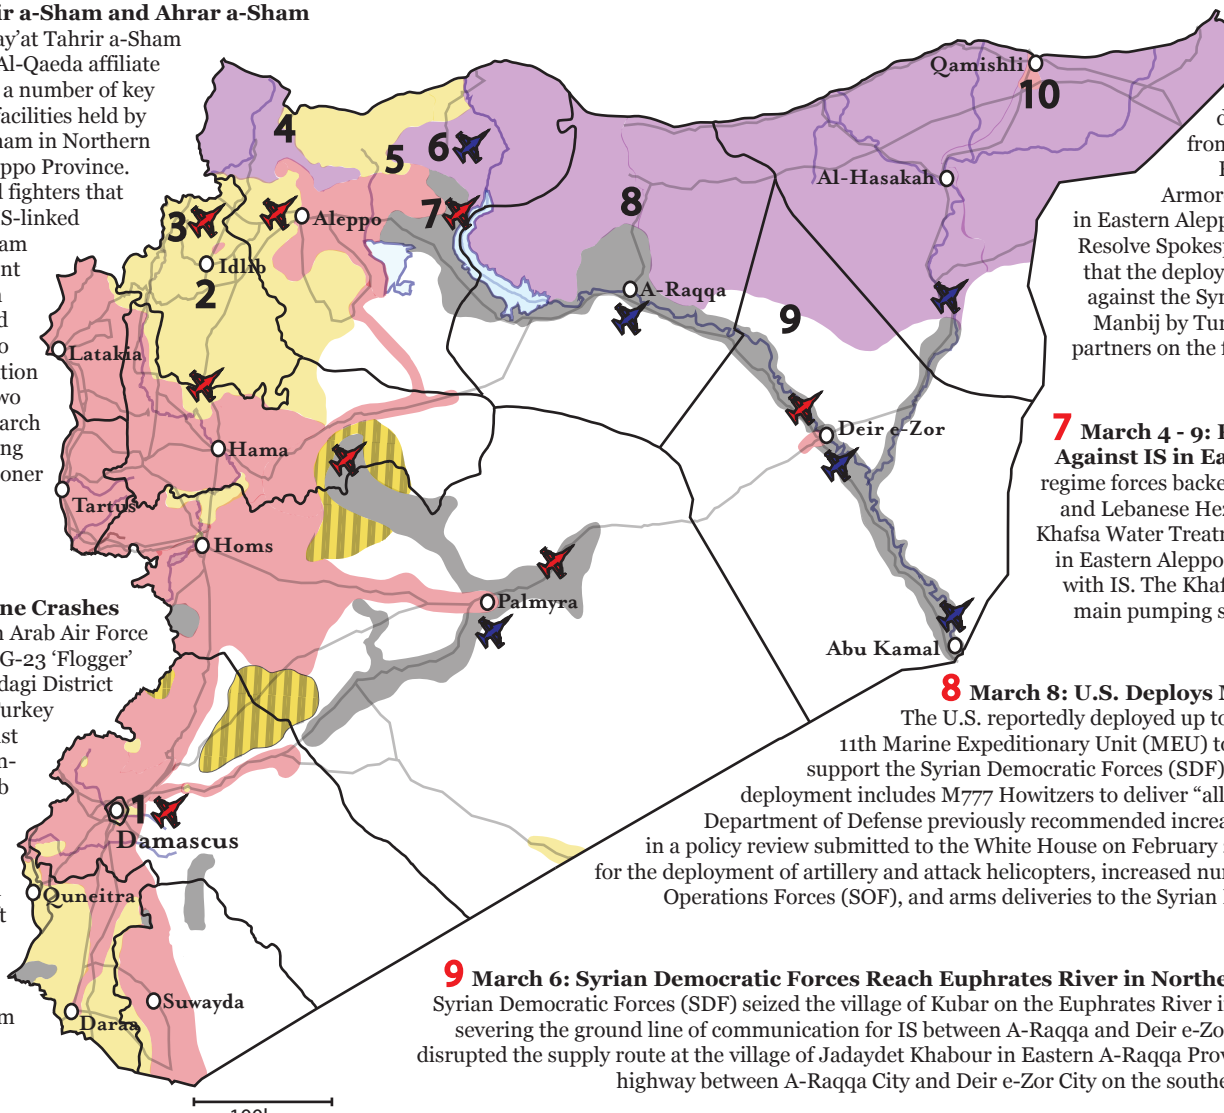 ir a-Sham and Ahrar a-Sham
ay’at Tahrir a-Sham
Al-Qaeda affiliate
a number of key
facilities held by
ham in Northern
ppo Province.
d fighters that
S-linked
am
nt
d
o
tion
wo
arch
ng
oner
ne Crashes
n Arab Air Force
G-23 ‘Flogger’
dagi District
Turkey
st
n-
b
t
m
4
5
6
3
7
2
8
9
10
1
Qamishli
Al-Hasakah
Aleppo
Idlib
A-Raqqa
Latakia
Hama
Deir e-Zor
Tartus
Homs
Palmyra
Abu Kamal
Damascus
Quneitra
Suwayda
Daraa
d
from
Armor
in Eastern Alepp
Resolve Spokesp
that the deploy
against the Syr
Manbij by Tur
partners on the f
7 March 4 - 9:
Against IS in Ea
regime forces backe
and Lebanese Hez
Khafsa Water Treatm
in Eastern Aleppo
with IS. The Khaf
main pumping s
8 March 8: U.S. Deploys M
The U.S. reportedly deployed up to
11th Marine Expeditionary Unit (MEU) to
support the Syrian Democratic Forces (SDF)
deployment includes M777 Howitzers to deliver “all
Department of Defense previously recommended increa
in a policy review submitted to the White House on February
for the deployment of artillery and attack helicopters, increased nu
Operations Forces (SOF), and arms deliveries to the Syrian
9 March 6: Syrian Democratic Forces Reach Euphrates River in Northe
Syrian Democratic Forces (SDF) seized the village of Kubar on the Euphrates River i
severing the ground line of communication for IS between A-Raqqa and Deir e-Zo
disrupted the supply route at the village of Jadaydet Khabour in Eastern A-Raqqa Prov
highway between A-Raqqa City and Deir e-Zor City on the southe